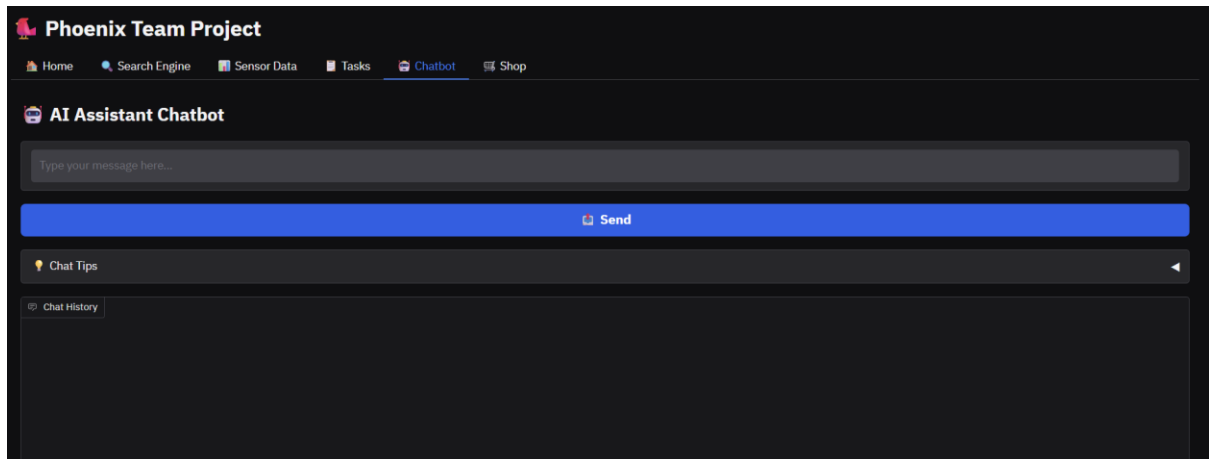 Phoenix Team Project
Home Search Engine Sensor Data Tasks Chatbot Shop
AI Assistant Chatbot
Type your message here...
Send
Chat Tips
Chat History